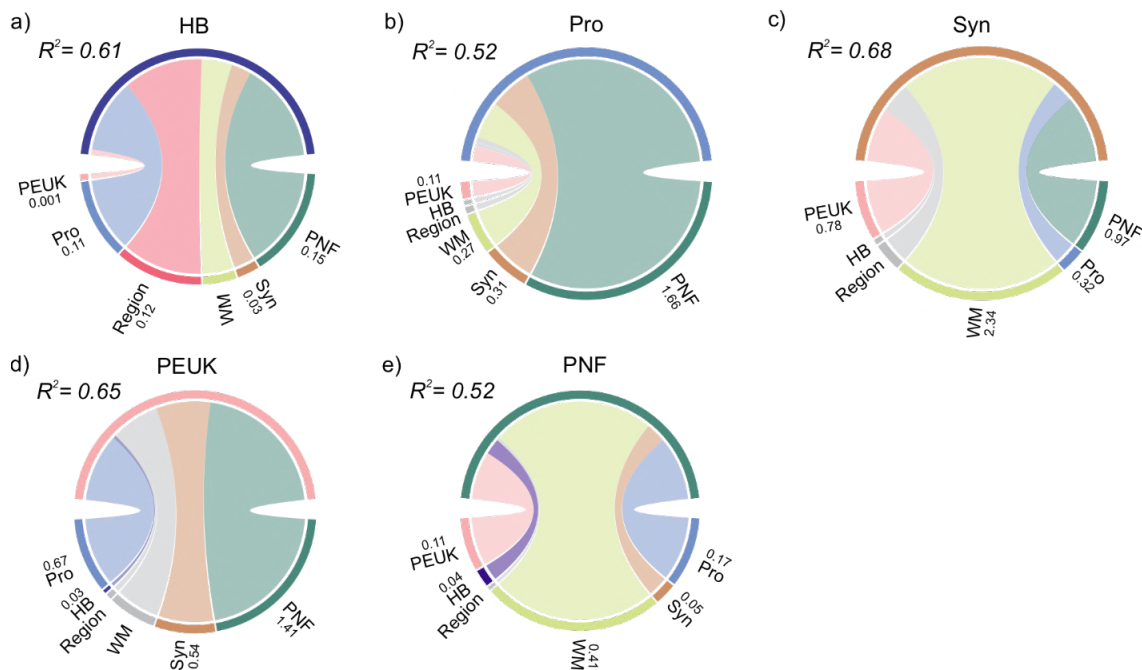 a)
HB
R² = 0.61
PEUK
0.001
Pro
0.11
Region
0.12
WM
Syn
0.03
PNF
0.15
b)
Pro
R² = 0.52
0.11
PEUK
HB
Region
WM
0.27
Syn
0.31
PNF
1.66
c)
Syn
R² = 0.68
PEUK
0.78
HB
Region
WM
2.34
Pro
0.32
PNF
0.97
d)
PEUK
R² = 0.65
0.67
Pro
0.03
HB
Region
WM
Syn
0.54
PNF
1.41
e)
PNF
R² = 0.52
0.11
PEUK
0.04
HB
Region
WM
0.41
Syn
0.05
0.17
Pro